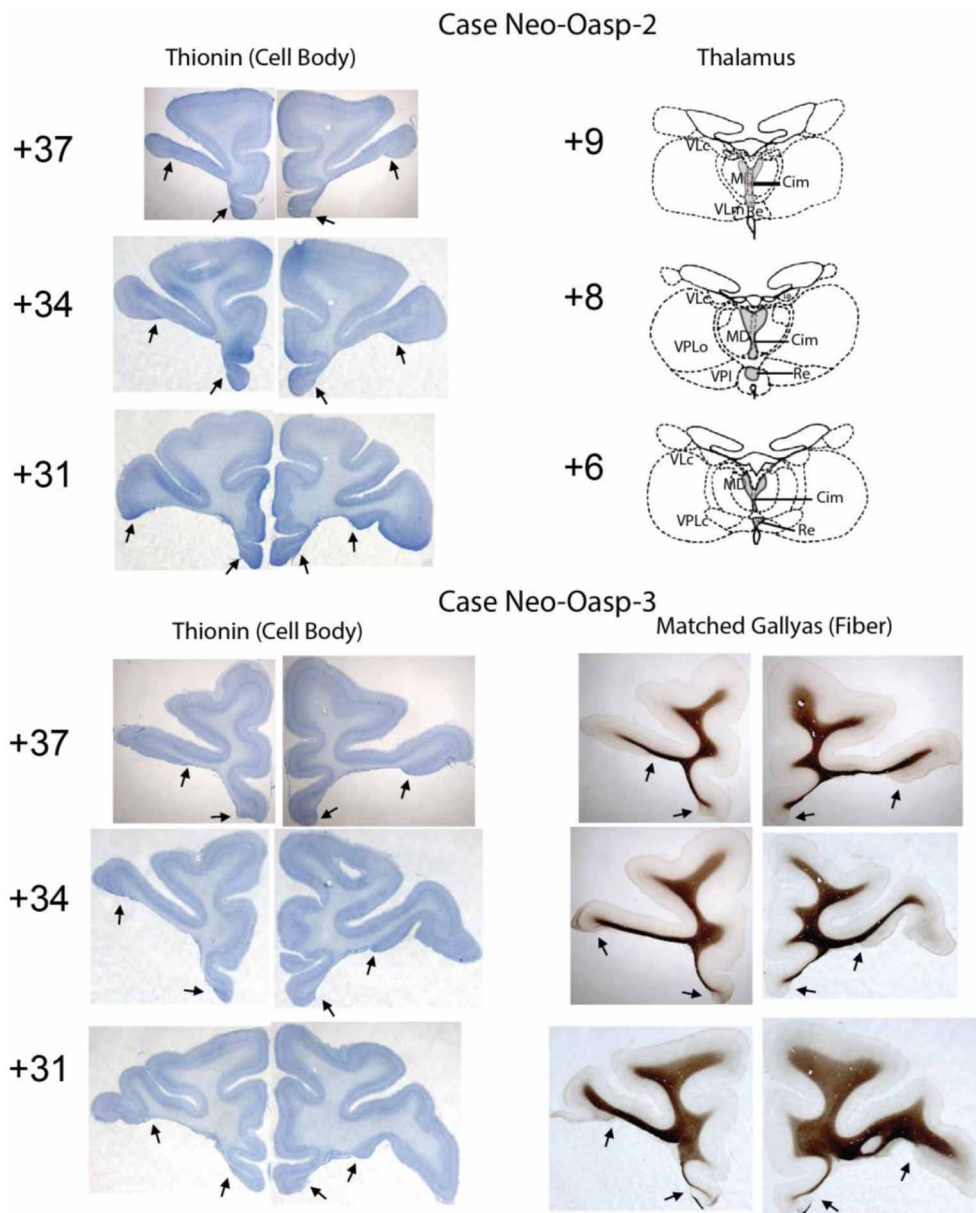 Case Neo-Oasp-2
Thionin (Cell Body)
Thalamus
+37
+9
VLc
Cim
VLm
Re
+34
+8
VLc
MD
Cim
VPLo
VPI
Re
+31
+6
VLc
MD
Cim
VPLc
Re
Case Neo-Oasp-3
Thionin (Cell Body)
Matched Gallyas (Fiber)
+37
+34
+31